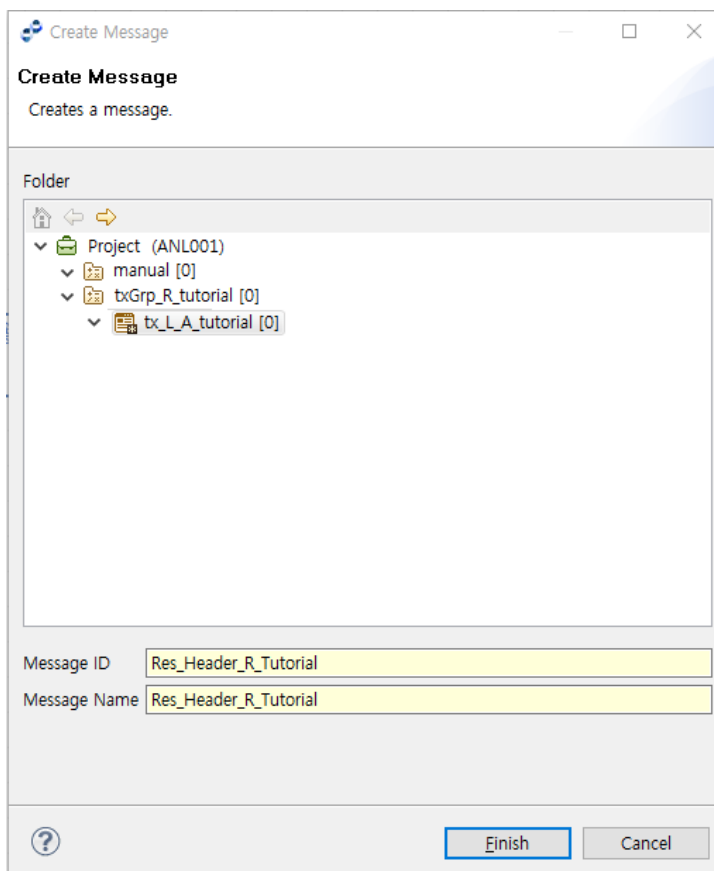 Create Message
Create Message
Creates a message.
Folder
Project (ANL001)
manual [0]
txGrp_R_tutorial [0]
tx_L_A_tutorial [0]
Message ID Res_Header_R_Tutorial
Message Name Res_Header_R_Tutorial
? Finish Cancel